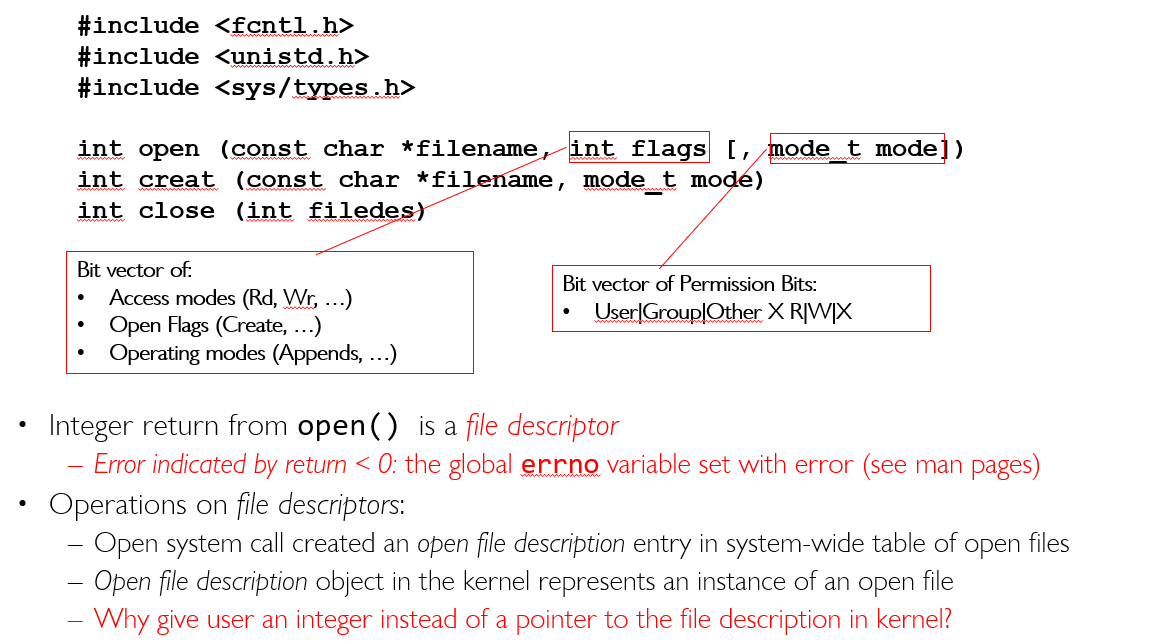 #include <fcntl.h>
#include <unistd.h>
#include <sys/types.h>
int open (const char *filename, int flags [, mode_t mode])
int creat (const char *filename, mode_t mode)
int close (int filedes)
Bit vector of:
• Access modes (Rd, Wr, …)
• Open Flags (Create, …)
• Operating modes (Appends, …)
Bit vector of Permission Bits:
• User|Group|Other X R|W|X
• Integer return from open() is a file descriptor
– Error indicated by return < 0: the global errno variable set with error (see man pages)
• Operations on file descriptors:
– Open system call created an open file description entry in system-wide table of open files
– Open file description object in the kernel represents an instance of an open file
– Why give user an integer instead of a pointer to the file description in kernel?